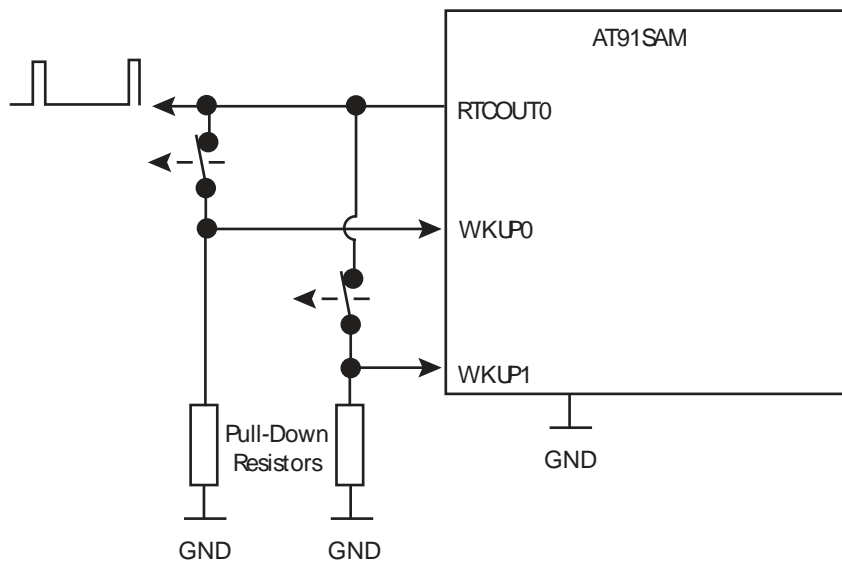 AT91SAM
RTCOUT0
WKUP0
WKUP1
Pull-Down
Resistors
GND
GND
GND